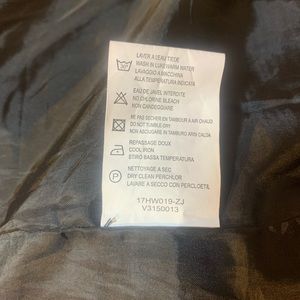 LAVER A L'EAU TIEDE
WASH IN LUKEWARM WATER
LAVAGGIO A MACCHINA
ALLA TEMPERATURA INDICATA
EAU DE JAVEL INTERDITE
NO CHLORINE BLEACH
NON CANDEGGIARE
NE PAS SECHER EN TAMBOUR A AIR CHAUD
DO NOT TUMBLE DRY
NON ASCIUGARE IN TAMBURO ARIN CALDA
REPASSAGE DOUX
COOL IRON
STIRO BASSA TEMPERATURA
NETTOYAGE A SEC
DRY CLEAN PERCHLOR
LAVARE A SECCO CON PERCLOETIL
P
17HW019-ZJ
V3150013